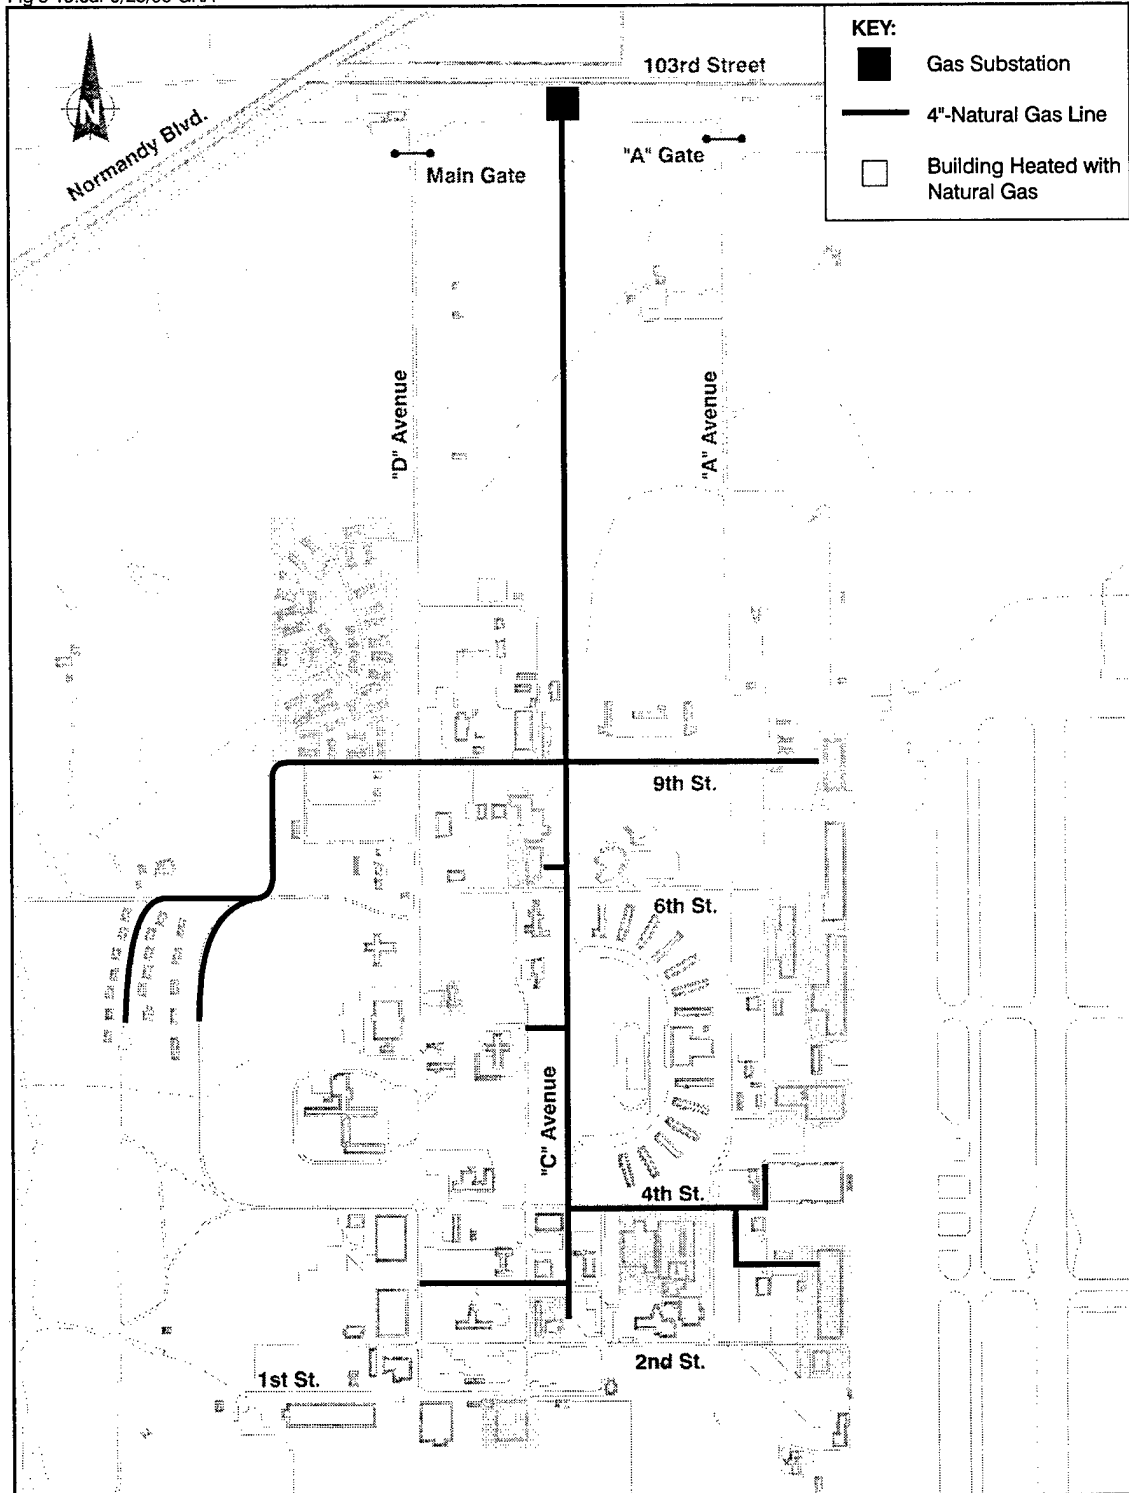 KEY:
Gas Substation
4"-Natural Gas Line
Building Heated with
Natural Gas
103rd Street
Normandy Blvd.
N
Main Gate
"A" Gate
"D" Avenue
"A" Avenue
9th St.
6th St.
"C" Avenue
4th St.
2nd St.
1st St.